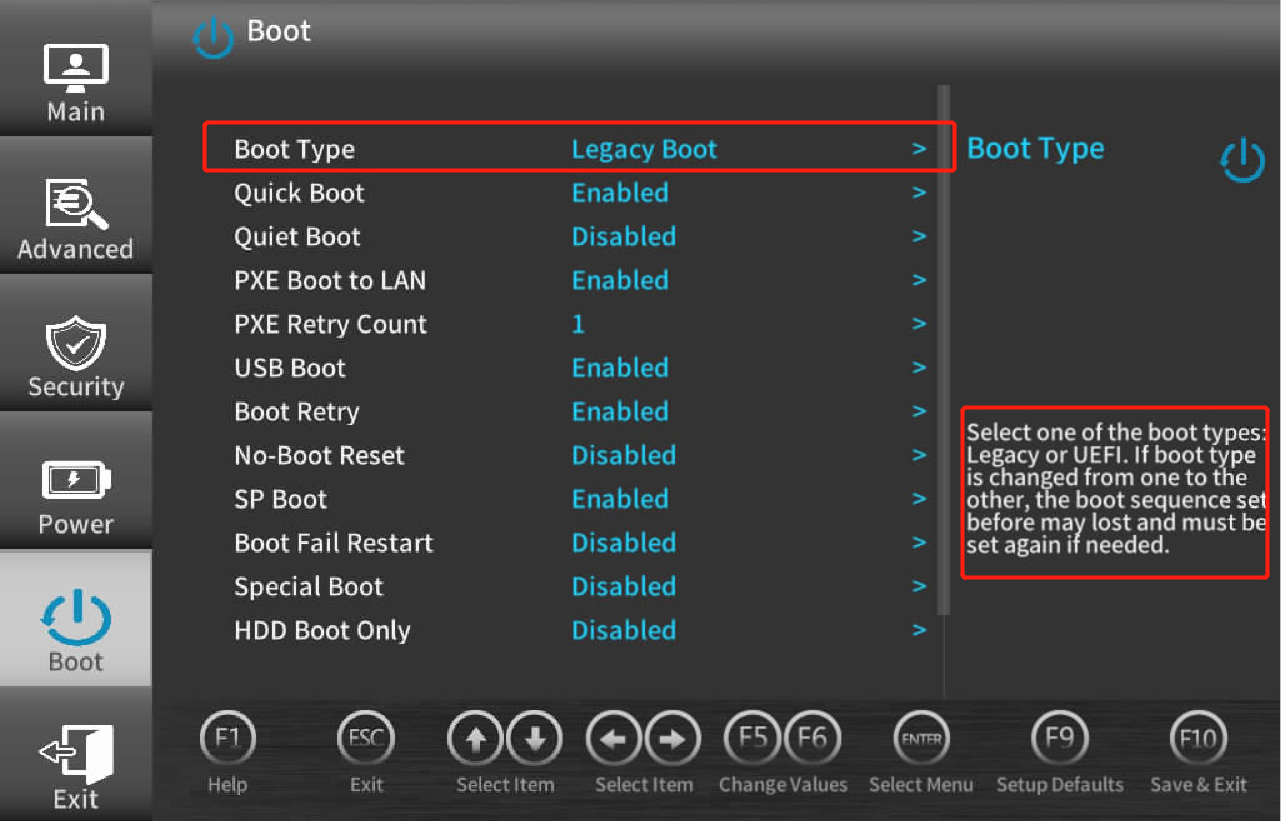 Boot
Main
Advanced
Security
Power
Boot
Exit
Boot Type Legacy Boot >
Quick Boot Enabled >
Quiet Boot Disabled >
PXE Boot to LAN Enabled >
PXE Retry Count 1 >
USB Boot Enabled >
Boot Retry Enabled >
No-Boot Reset Disabled >
SP Boot Enabled >
Boot Fail Restart Disabled >
Special Boot Disabled >
HDD Boot Only Disabled >
Boot Type
Select one of the boot types:
Legacy or UEFI. If boot type
is changed from one to the
other, the boot sequence set
before may lost and must be
set again if needed.
F1 ESC F5 F6 ENTER F9 F10
Help Exit Select Item Select Item Change Values Select Menu Setup Defaults Save & Exit